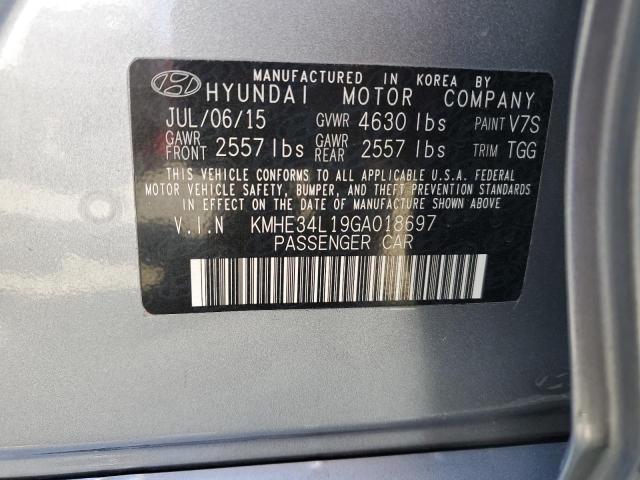 MANUFACTURED IN KOREA BY
HYUNDAI MOTOR COMPANY
JUL/06/15 GVWR 4630 lbs PAINT V7S
GAWR FRONT 2557 lbs GAWR REAR 2557 lbs TRIM TGG
THIS VEHICLE CONFORMS TO ALL APPLICABLE U.S.A. FEDERAL
MOTOR VEHICLE SAFETY, BUMPER, AND THEFT PREVENTION STANDARDS
IN EFFECT ON THE DATE OF MANUFACTURE SHOWN ABOVE.
V.I.N KMHE34L19GA018697
PASSENGER CAR